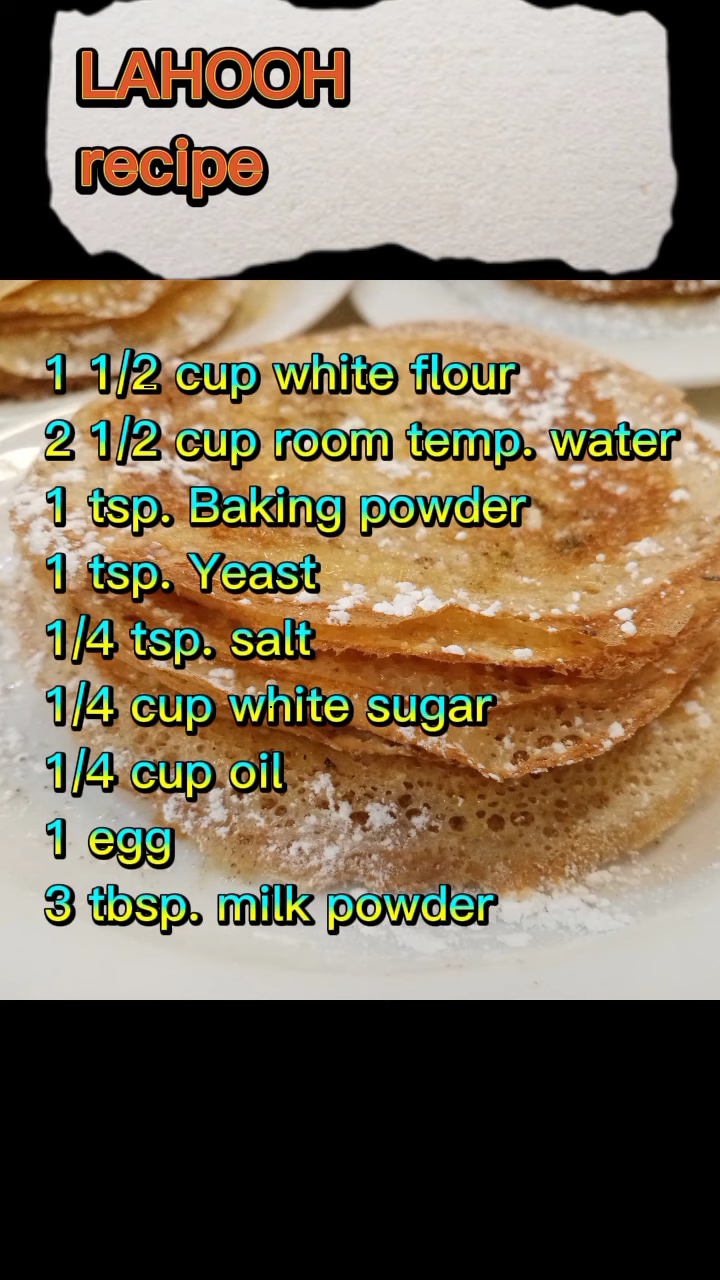 LAHOOH
recipe
1 1/2 cup white flour
2 1/2 cup room temp. water
1 tsp. Baking powder
1 tsp. Yeast
1/4 tsp. salt
1/4 cup white sugar
1/4 cup oil
1 egg
3 tbsp. milk powder